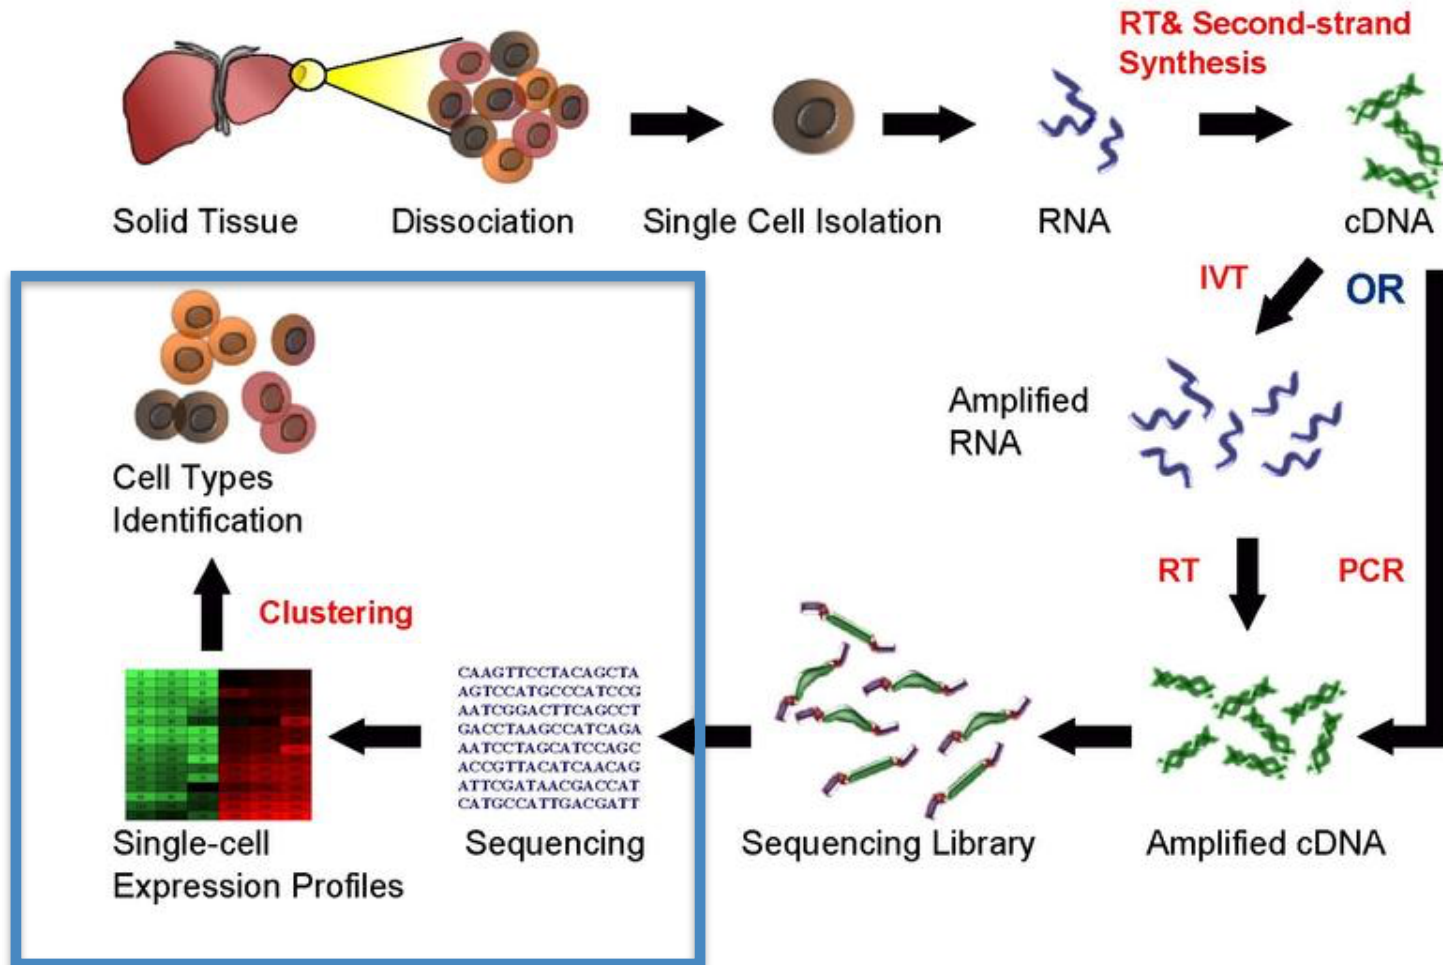 RT& Second-strand
Synthesis
Solid Tissue
Dissociation
Single Cell Isolation
RNA
cDNA
IVT
OR
Amplified
RNA
RT
PCR
Cell Types
Identification
Clustering
CAAGTTCCTACAGCTA
AGTCCATGCCCATCCG
AATCGGACTTCAGCCT
GACCTAAGCCATCAGA
AATCCTAGCATCCAGC
ACCGTTACATCAACAG
ATTCGATAACGACCAT
CATGCCATTGACGATT
Single-cell
Expression Profiles
Sequencing
Sequencing Library
Amplified cDNA